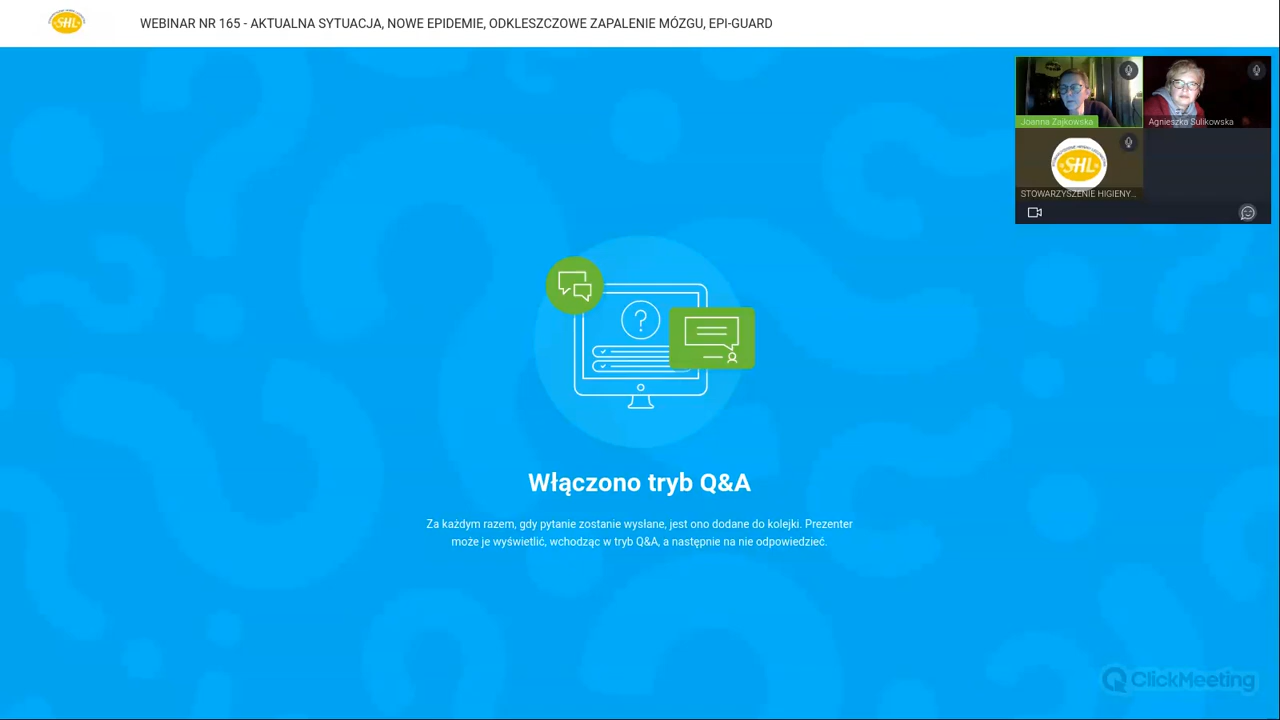 SHL
WEBINAR NR 165 - AKTUALNA SYTUACJA, NOWE EPIDEMIE, ODKLESZCZOWE ZAPALENIE MÓZGU, EPI-GUARD
Joanna Zajkowska
Agnieszka Sulikowska
SHL
STOWARZYSZENIE HIGIENY...
?
Włączono tryb Q&A
Za każdym razem, gdy pytanie zostanie wysłane, jest ono dodane do kolejki. Prezenter
może je wyświetlić, wchodząc w tryb Q&A, a następnie na nie odpowiedzieć.
ClickMeeting